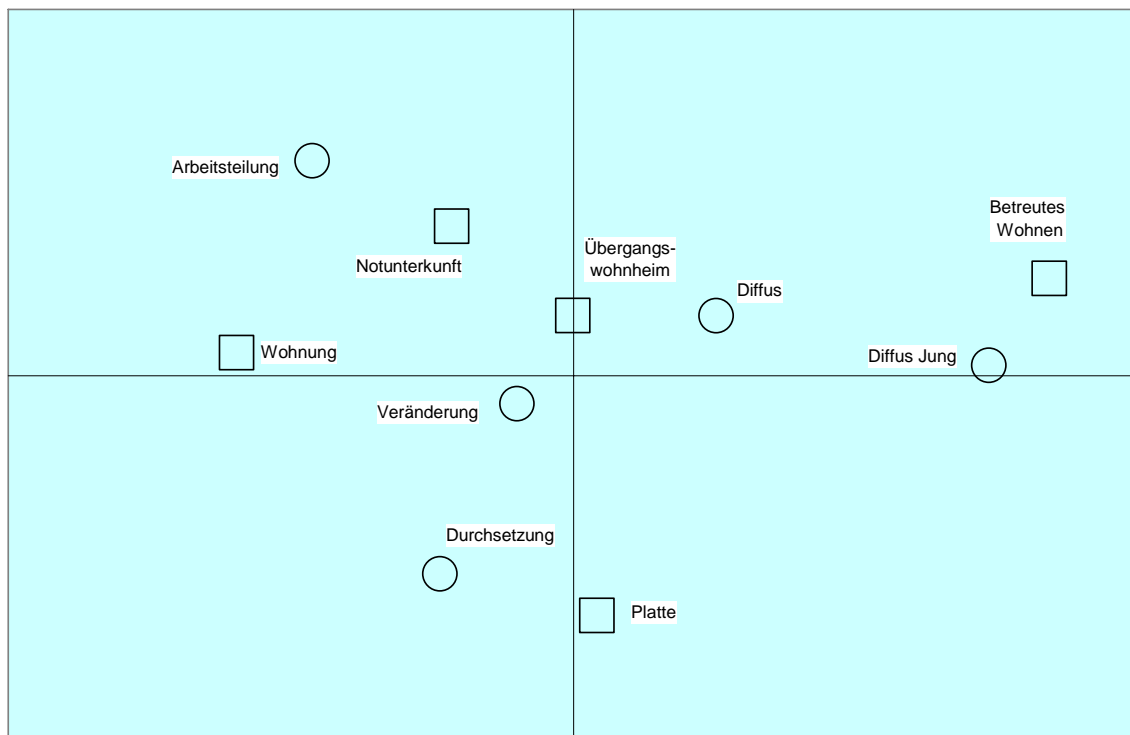 Arbeitsteilung
Betreutes
Wohnen
Übergangs-
wohnheim
Notunterkunft
Diffus
Wohnung
Diffus Jung
Veränderung
Durchsetzung
Platte